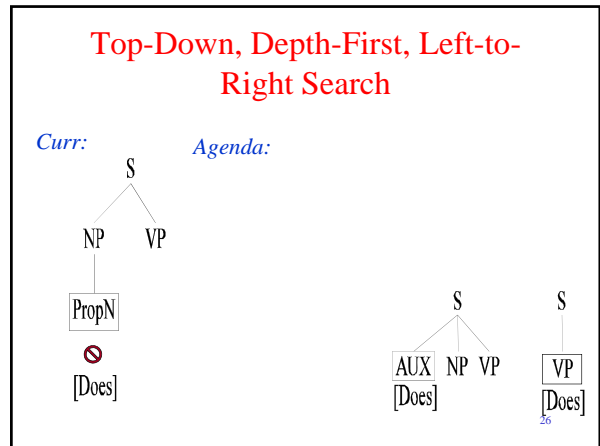 Top-Down, Depth-First, Left-to-
Right Search
Curr: Agenda:
S
NP VP
PropN
[Does]
S S
AUX NP VP VP
[Does] [Does]
26